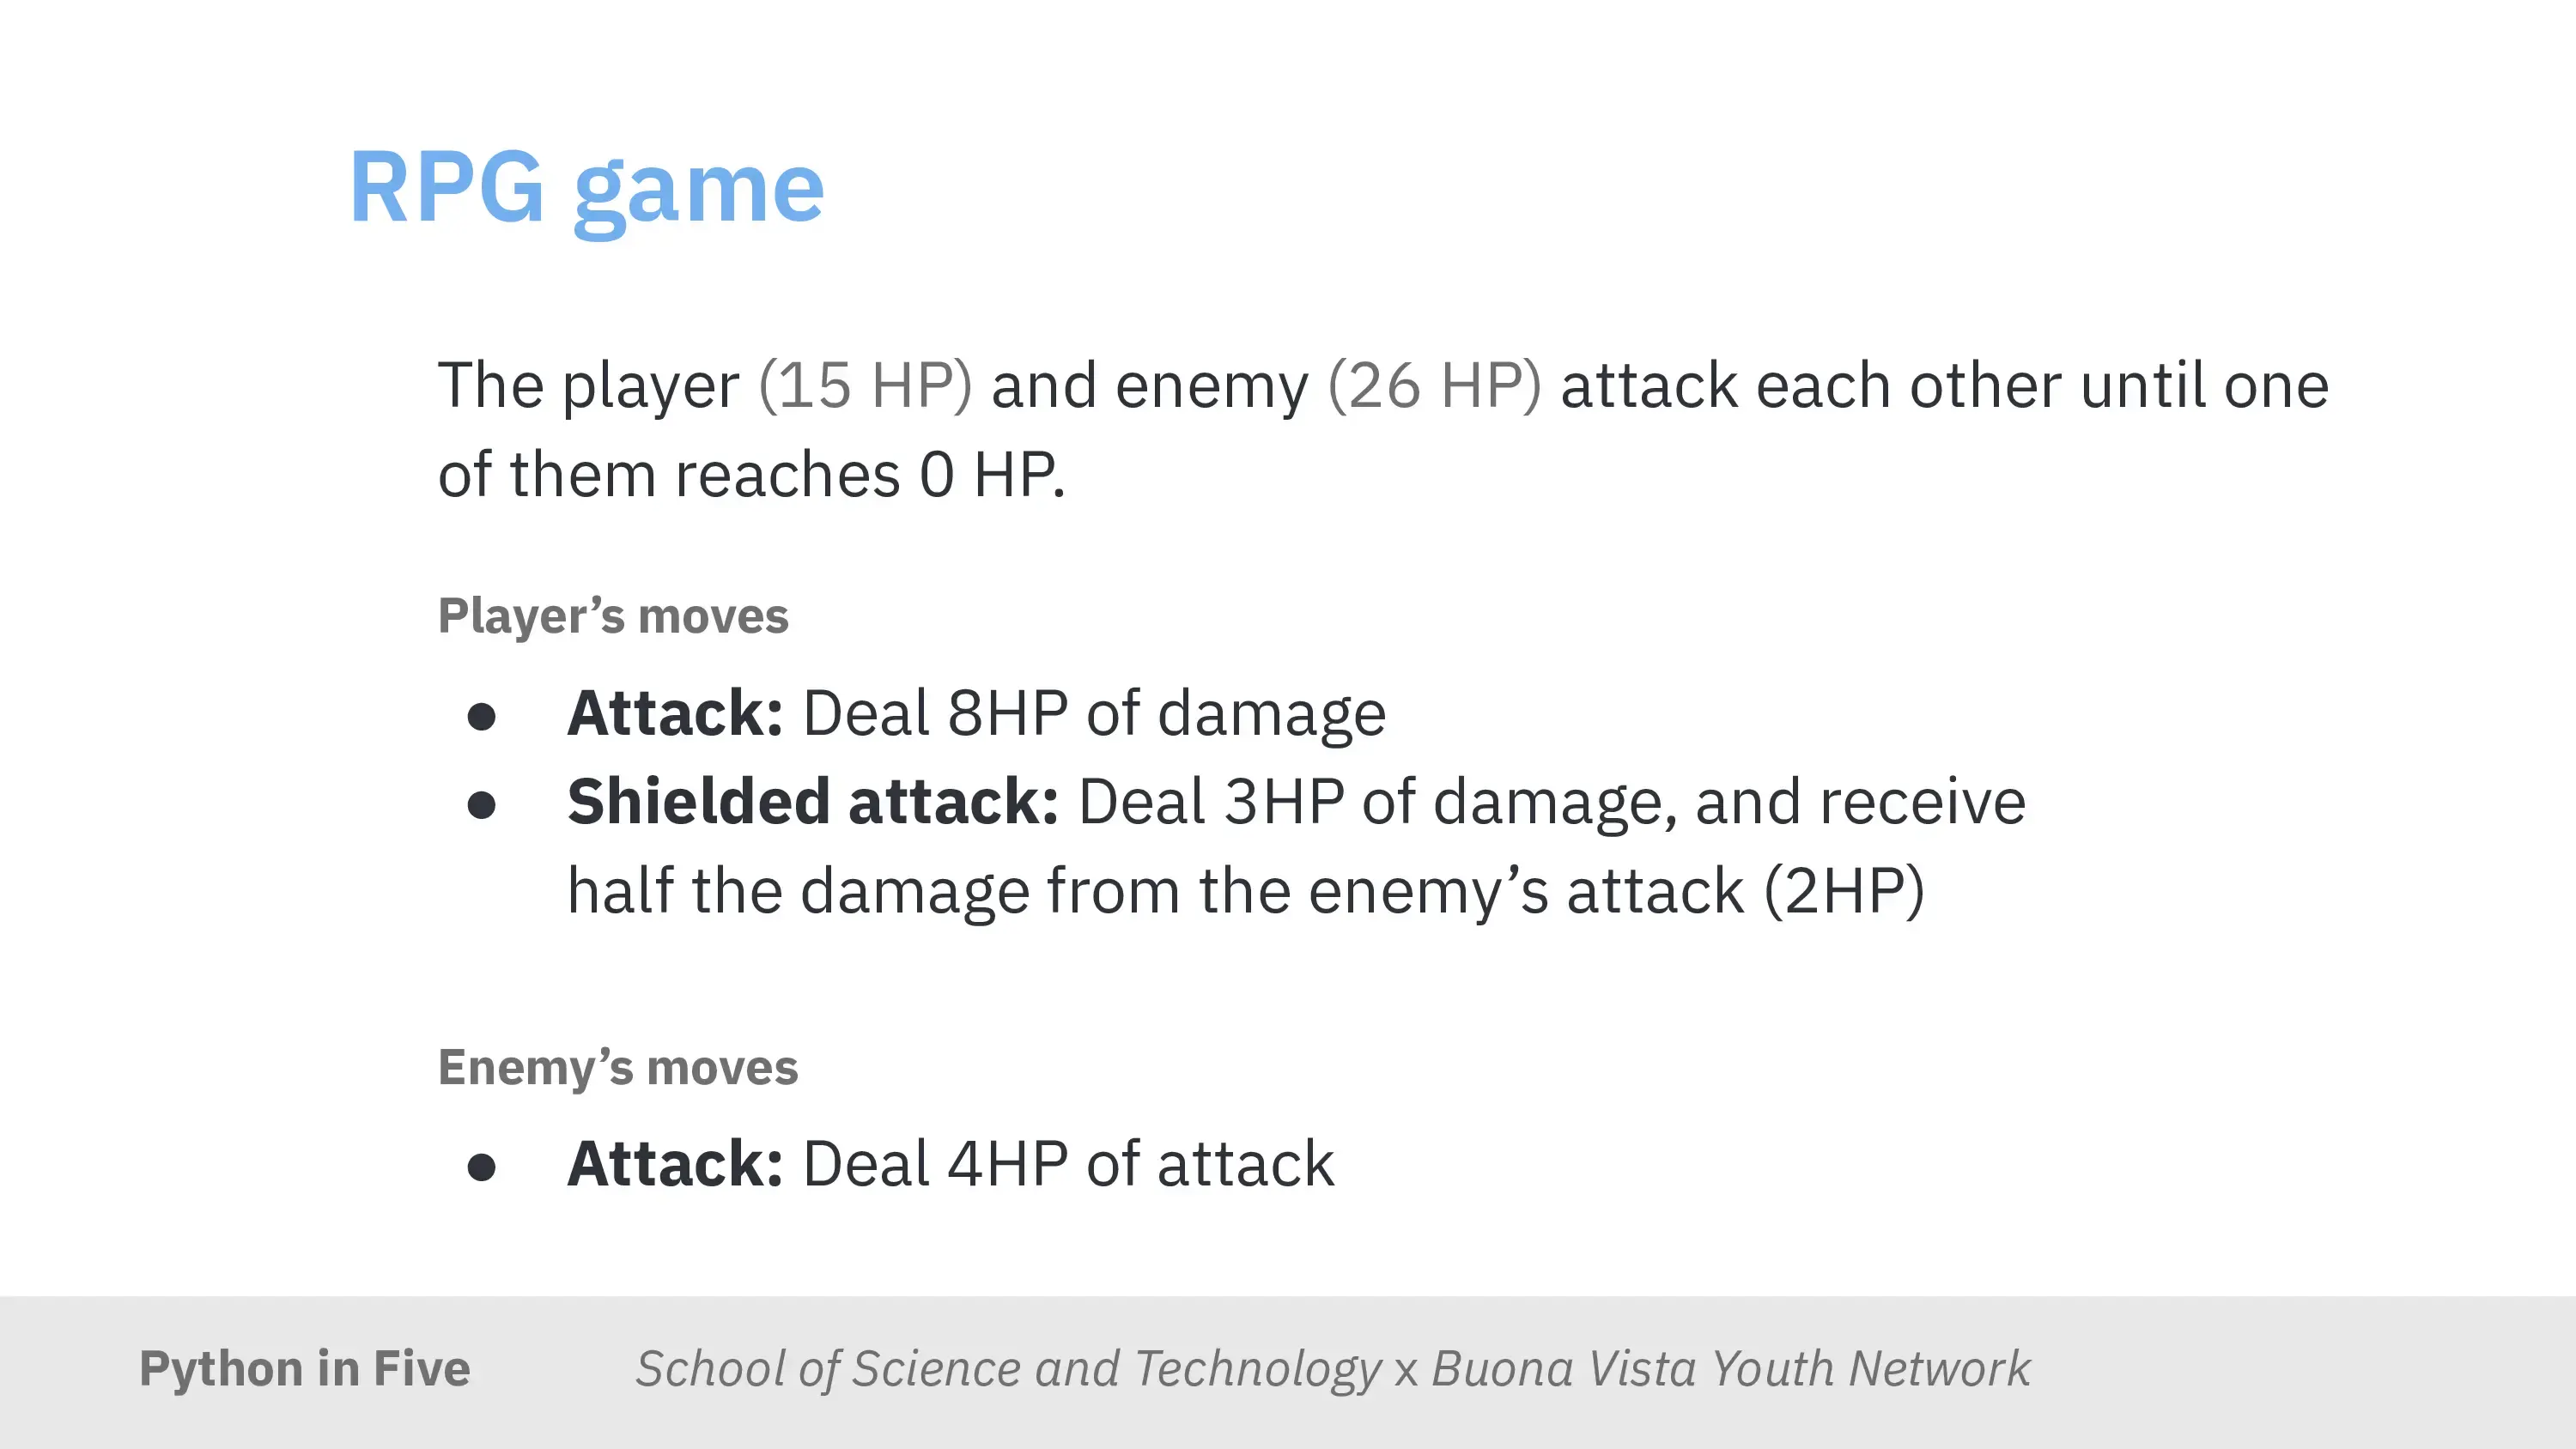 RPG game
The player (15 HP) and enemy (26 HP) attack each other until one
of them reaches 0 HP.
Player’s moves
● Attack: Deal 8HP of damage
● Shielded attack: Deal 3HP of damage, and receive
half the damage from the enemy’s attack (2HP)
Enemy’s moves
● Attack: Deal 4HP of attack
Python in Five School of Science and Technology x Buona Vista Youth Network